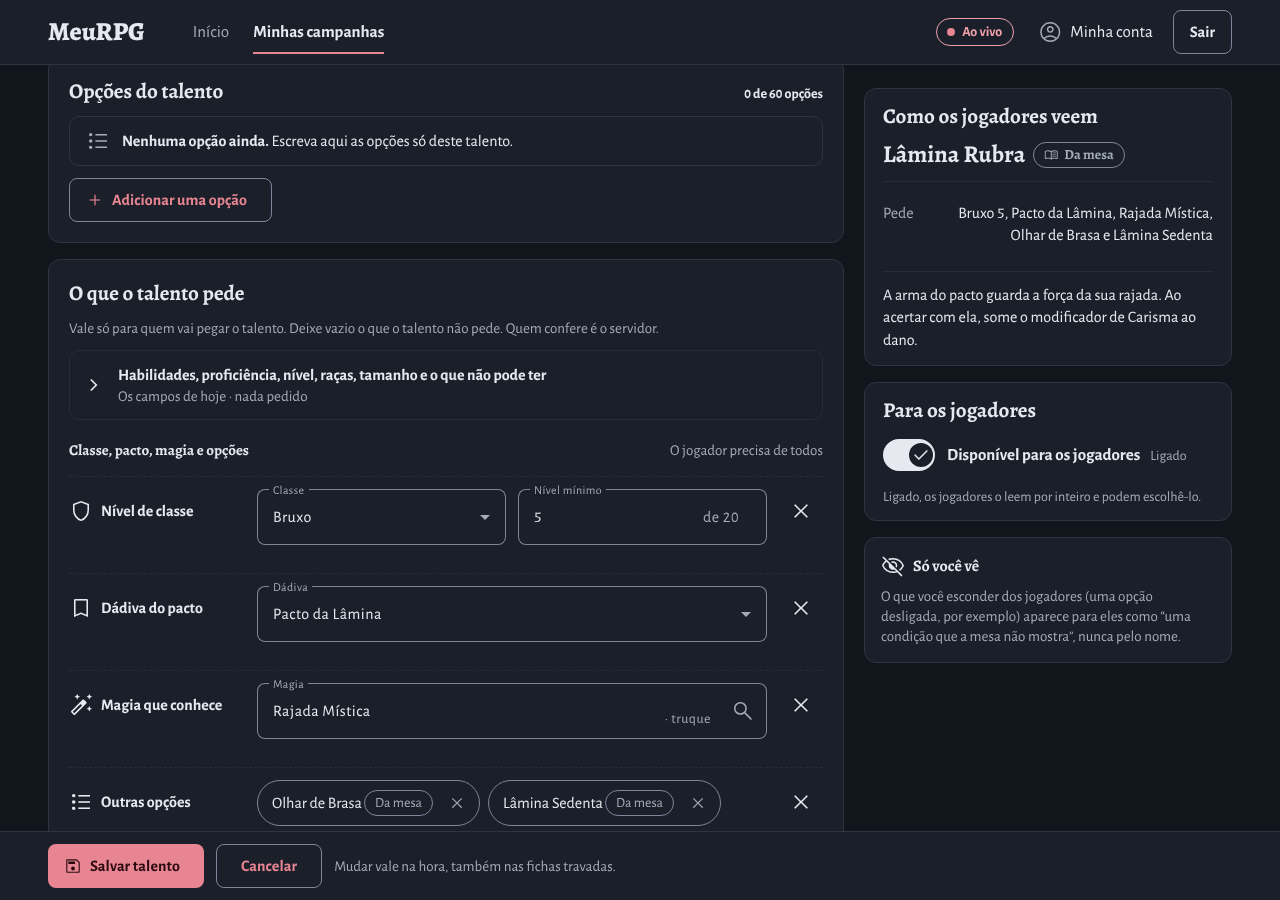 MeuRPG
Início
Minhas campanhas
Ao vivo
Minha conta
Sair
Opções do talento
0 de 60 opções
Nenhuma opção ainda. Escreva aqui as opções só deste talento.
Adicionar uma opção
O que o talento pede
Vale só para quem vai pegar o talento. Deixe vazio o que o talento não pede. Quem confere é o servidor.
Habilidades, proficiência, nível, raças, tamanho e o que não pode ter
Os campos de hoje · nada pedido
Classe, pacto, magia e opções
O jogador precisa de todos
Nível de classe
Classe
Bruxo
Nível mínimo
5
de 20
Dádiva do pacto
Dádiva
Pacto da Lâmina
Magia que conhece
Magia
Rajada Mística
· truque
Outras opções
Olhar de Brasa Da mesa
Lâmina Sedenta Da mesa
Como os jogadores veem
Lâmina Rubra Da mesa
Pede
Bruxo 5, Pacto da Lâmina, Rajada Mística,
Olhar de Brasa e Lâmina Sedenta
A arma do pacto guarda a força da sua rajada. Ao
acertar com ela, some o modificador de Carisma ao
dano.
Para os jogadores
Disponível para os jogadores Ligado
Ligado, os jogadores o leem por inteiro e podem escolhê-lo.
Só você vê
O que você esconder dos jogadores (uma opção
desligada, por exemplo) aparece para eles como “uma
condição que a mesa não mostra”, nunca pelo nome.
Salvar talento
Cancelar
Mudar vale na hora, também nas fichas travadas.